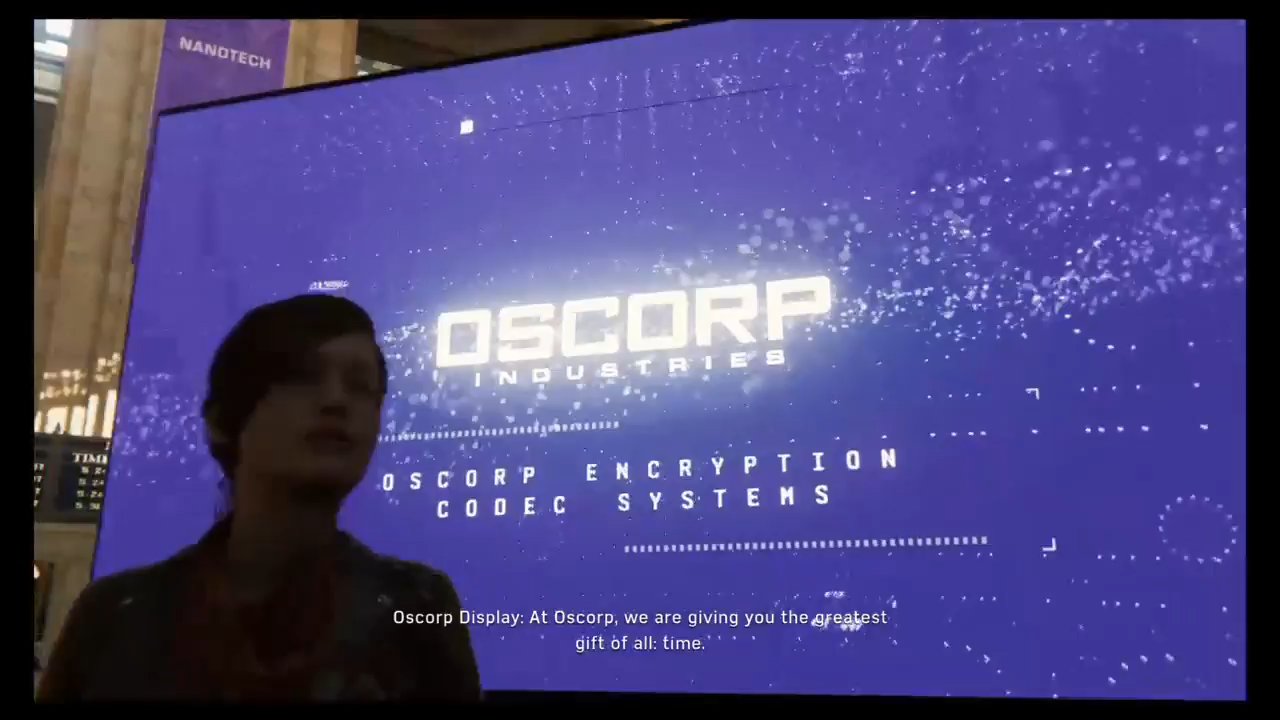 NANOTECH
OSCORP
INDUSTRIES
OSCORP ENCRYPTION
CODEC SYSTEMS
TIME
Oscorp Display: At Oscorp, we are giving you the greatest
gift of all: time.